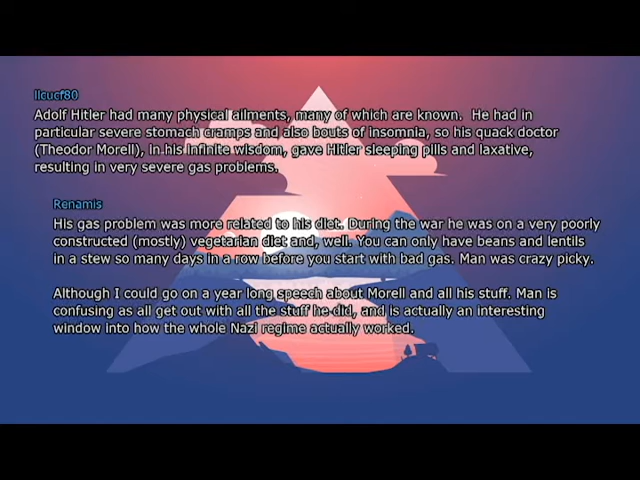 llcucf80
Adolf Hitler had many physical ailments, many of which are known. He had in
particular severe stomach cramps and also bouts of insomnia, so his quack doctor
(Theodor Morell), in his infinite wisdom, gave Hitler sleeping pills and laxative,
resulting in very severe gas problems.
Renamis
His gas problem was more related to his diet. During the war he was on a very poorly
constructed (mostly) vegetarian diet and, well. You can only have beans and lentils
in a stew so many days in a row before you start with bad gas. Man was crazy picky.
Although I could go on a year long speech about Morell and all his stuff. Man is
confusing as all get out with all the stuff he did, and is actually an interesting
window into how the whole Nazi regime actually worked.